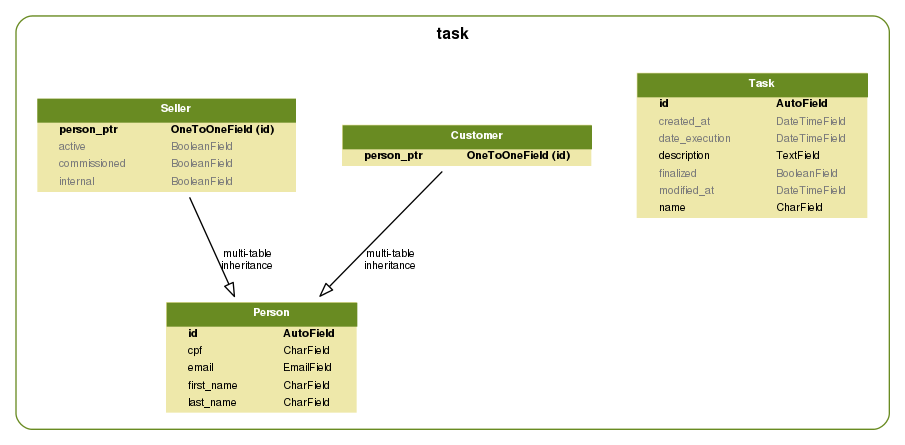 task
Seller
person_ptr OneToOneField (id)
active BooleanField
commissioned BooleanField
internal BooleanField
Customer
person_ptr OneToOneField (id)
Task
id AutoField
created_at DateTimeField
date_execution DateTimeField
description TextField
finalized BooleanField
modified_at DateTimeField
name CharField
multi-table
inheritance
multi-table
inheritance
Person
id AutoField
cpf CharField
email EmailField
first_name CharField
last_name CharField